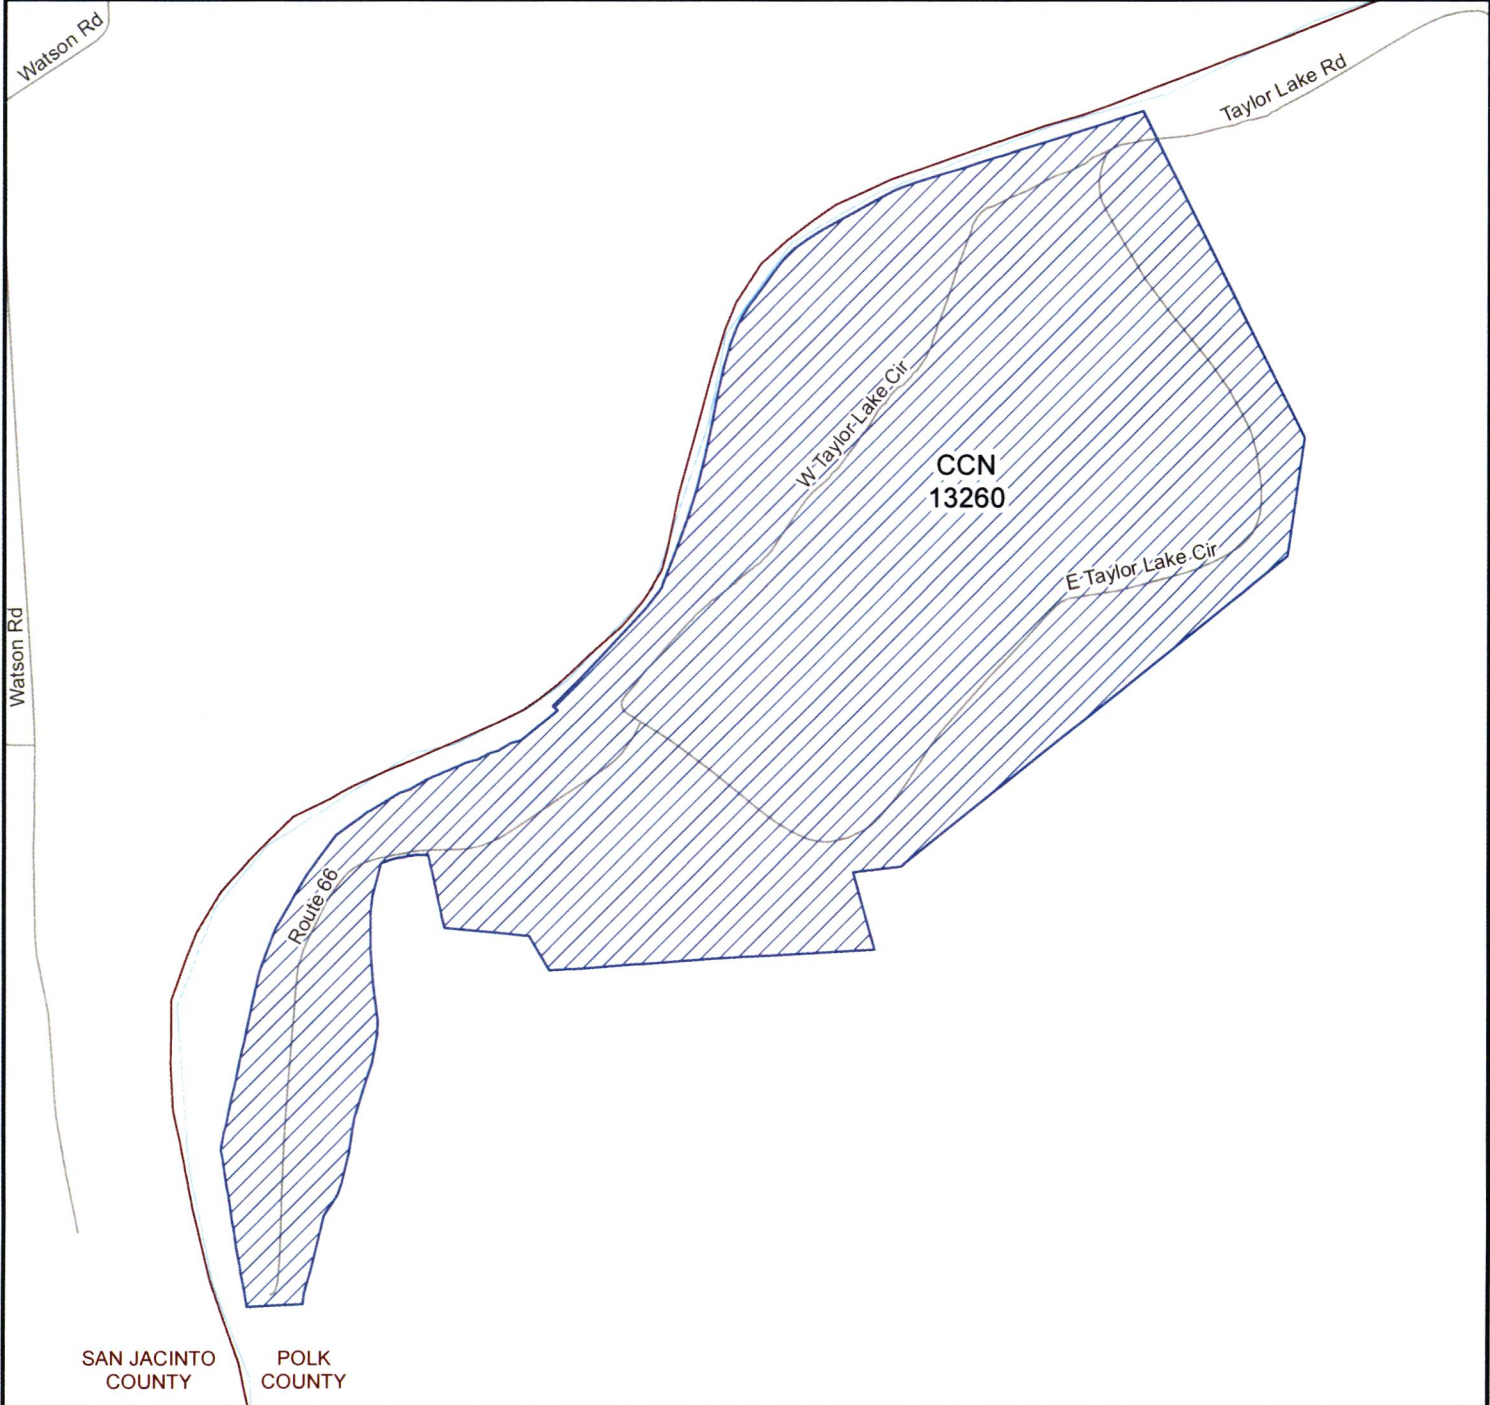 Watson Rd
Taylor Lake Rd
W Taylor Lake Cir
CCN
13260
E Taylor Lake Cir
Watson Rd
Route 66
SAN JACINTO
COUNTY
POLK
COUNTY